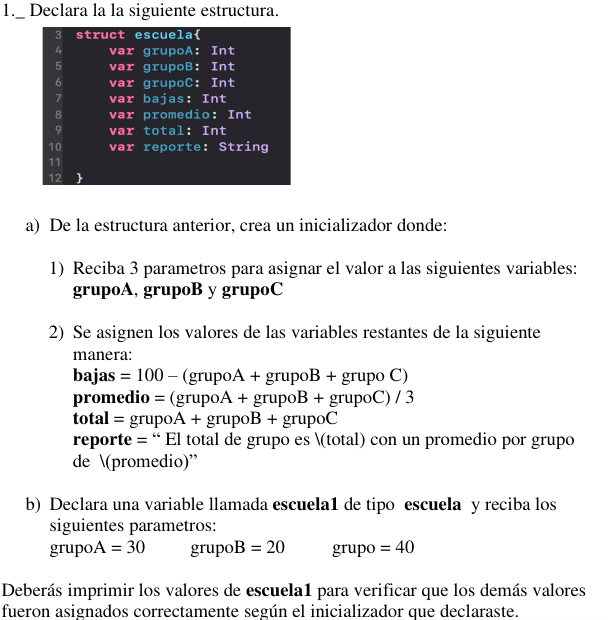 1._ Declara la la siguiente estructura.
3 struct escuela{
4 var grupoA: Int
5 var grupoB: Int
6 var grupoC: Int
7 var bajas: Int
8 var promedio: Int
9 var total: Int
10 var reporte: String
11
12 }
a) De la estructura anterior, crea un inicializador donde:
1) Reciba 3 parametros para asignar el valor a las siguientes variables:
grupoA, grupoB y grupoC
2) Se asignen los valores de las variables restantes de la siguiente
manera:
bajas = 100 – (grupoA + grupoB + grupo C)
promedio = (grupoA + grupoB + grupoC) / 3
total = grupoA + grupoB + grupoC
reporte = “ El total de grupo es \(total) con un promedio por grupo
de \(promedio)”
b) Declara una variable llamada escuela1 de tipo escuela y reciba los
siguientes parametros:
grupoA = 30 grupoB = 20 grupo = 40
Deberás imprimir los valores de escuela1 para verificar que los demás valores
fueron asignados correctamente según el inicializador que declaraste.